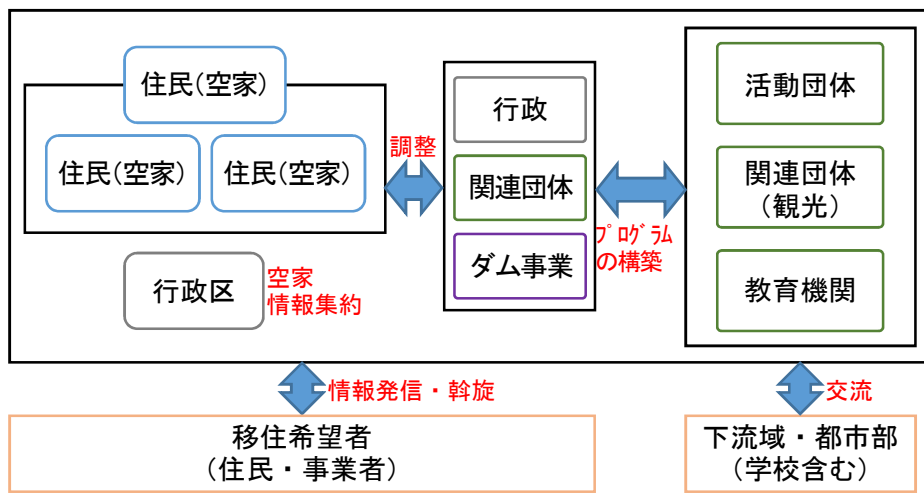 住民(空家)
住民(空家)
住民(空家)
行政区
空家
情報集約
調整
行政
関連団体
ダム事業
プログラム
の構築
活動団体
関連団体
(観光)
教育機関
情報発信・斡旋
交流
移住希望者
(住民・事業者)
下流域・都市部
(学校含む)